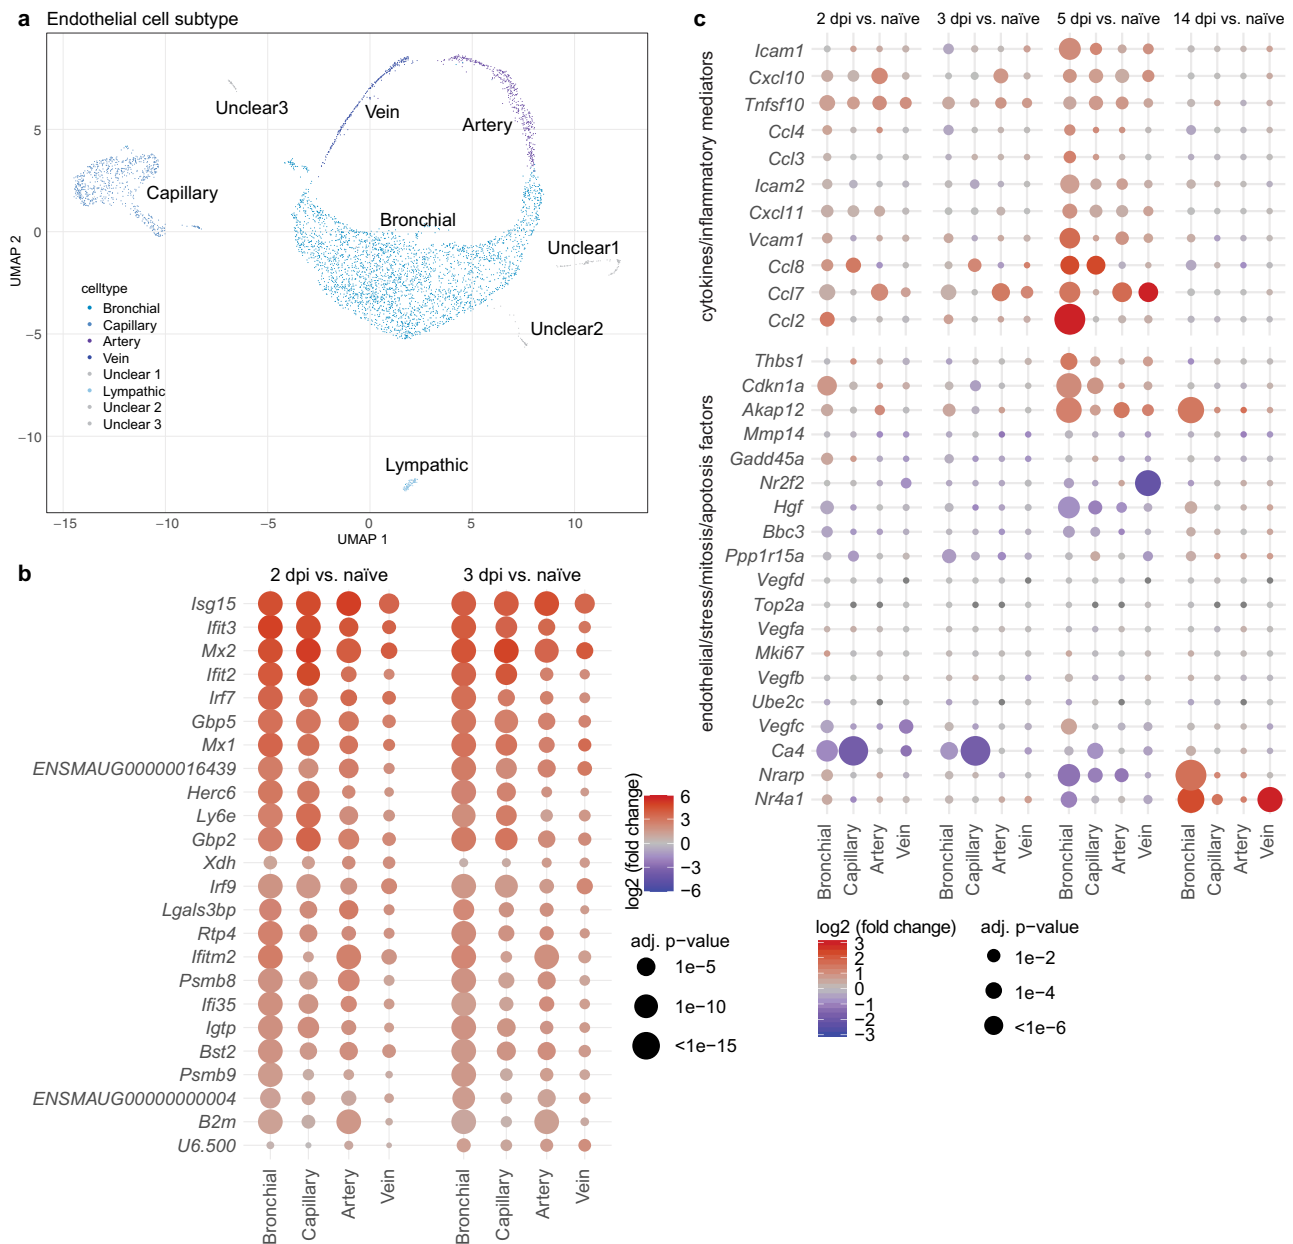 a Endothelial cell subtype
UMAP 2
5
0
−5
−10
−15
−10
−5
0
5
10
UMAP 1
Unclear3
Vein
Artery
Capillary
Bronchial
Unclear1
Unclear2
Lympathic
celltype
Bronchial
Capillary
Artery
Vein
Unclear 1
Lympathic
Unclear 2
Unclear 3
b
2 dpi vs. naïve 3 dpi vs. naïve
Isg15
Ifit3
Mx2
Ifit2
Irf7
Gbp5
Mx1
ENSMAUG00000016439
Herc6
Ly6e
Gbp2
Xdh
Irf9
Lgals3bp
Rtp4
Ifitm2
Psmb8
Ifi35
Igtp
Bst2
Psmb9
ENSMAUG00000000004
B2m
U6.500
Bronchial Capillary Artery Vein Bronchial Capillary Artery Vein
log2 (fold change)
6
3
0
−3
−6
adj. p−value
1e−5
1e−10
<1e−15
c
2 dpi vs. naïve 3 dpi vs. naïve 5 dpi vs. naïve 14 dpi vs. naïve
cytokines/inflammatory mediators
Icam1
Cxcl10
Tnfsf10
Ccl4
Ccl3
Icam2
Cxcl11
Vcam1
Ccl8
Ccl7
Ccl2
endothelial/stress/mitosis/apotosis factors
Thbs1
Cdkn1a
Akap12
Mmp14
Gadd45a
Nr2f2
Hgf
Bbc3
Ppp1r15a
Vegfd
Top2a
Vegfa
Mki67
Vegfb
Ube2c
Vegfc
Ca4
Nrarp
Nr4a1
Bronchial Capillary Artery Vein Bronchial Capillary Artery Vein Bronchial Capillary Artery Vein Bronchial Capillary Artery Vein
log2 (fold change)
3
2
1
0
−1
−2
−3
adj. p−value
1e−2
1e−4
<1e−6